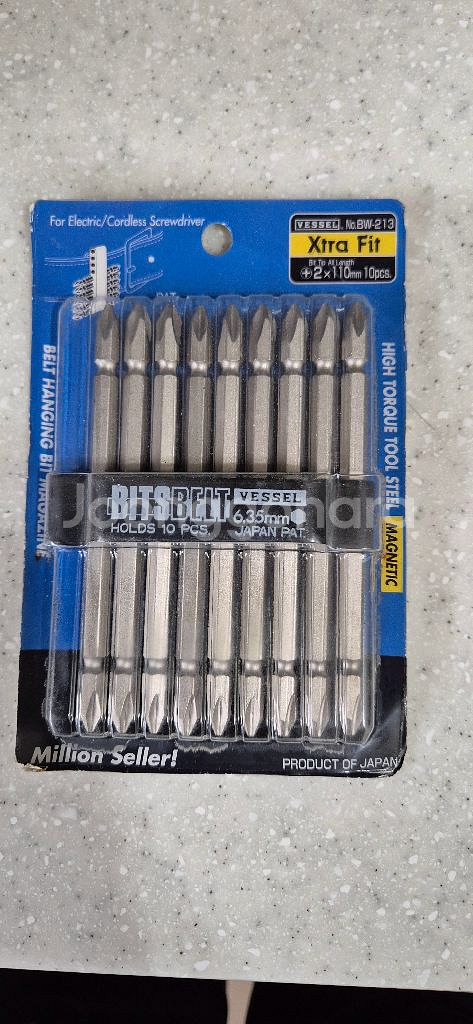 For Electric/Cordless Screwdriver
VESSEL No.BW-213
Xtra Fit
Bit Tip All Length
+2×110mm 10pcs.
BELT HANGING BIT MAGAZINE
HIGH TORQUE TOOL STEEL
MAGNETIC
BITSBELT VESSEL
HOLDS 10 PCS. 6.35mm
JAPAN PAT.
Million Seller!
PRODUCT OF JAPAN